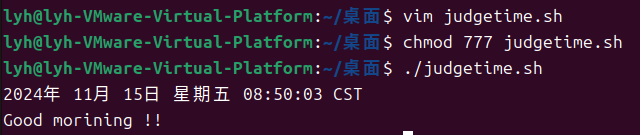 lyh@lyh-VMware-Virtual-Platform:~/桌面$ vim judgetime.sh
lyh@lyh-VMware-Virtual-Platform:~/桌面$ chmod 777 judgetime.sh
lyh@lyh-VMware-Virtual-Platform:~/桌面$ ./judgetime.sh
2024年 11月 15日 星期五 08:50:03 CST
Good morining !!